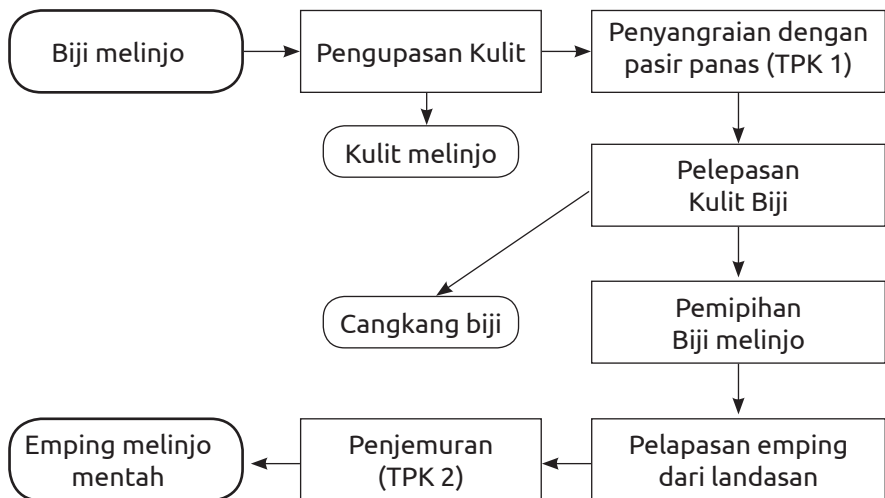 Biji melinjo
Pengupasan Kulit
Penyangraian dengan
pasir panas (TPK 1)
Kulit melinjo
Pelepasan
Kulit Biji
Cangkang biji
Pemipihan
Biji melinjo
Pelapasan emping
dari landasan
Penjemuran
(TPK 2)
Emping melinjo
mentah